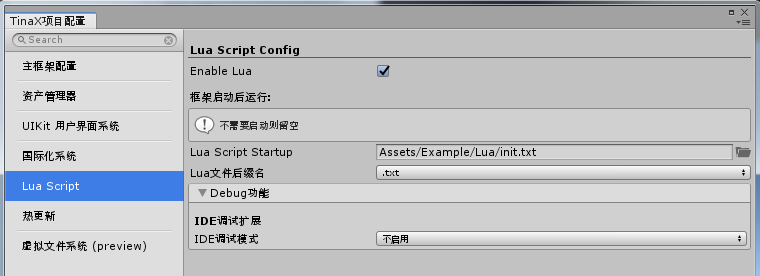 TinaX项目配置
Search
主框架配置
资产管理器
UIKit 用户界面系统
国际化系统
Lua Script
热更新
虚拟文件系统 (preview)
Lua Script Config
Enable Lua
框架启动后运行:
不需要启动则留空
Lua Script Startup Assets/Example/Lua/init.txt
Lua文件后缀名 .txt
Debug功能
IDE调试扩展
IDE调试模式 不启用